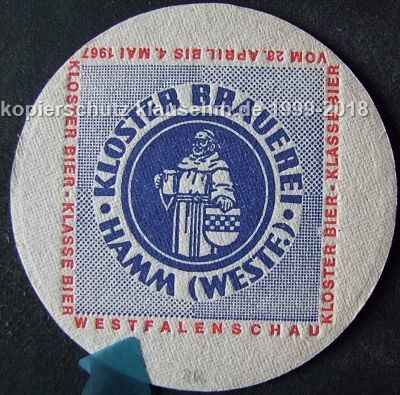 VOM 28. APRIL. BIS 4. MAI 1967
KLOSTER BIER - KLASSE BIER
KLOSTER BRAUEREI
· HAMM (WESTF.) ·
KLOSTER BIER - KLASSE BIER
WESTFALENSCHAU
kopierschutz klausehm.de 1999-2018